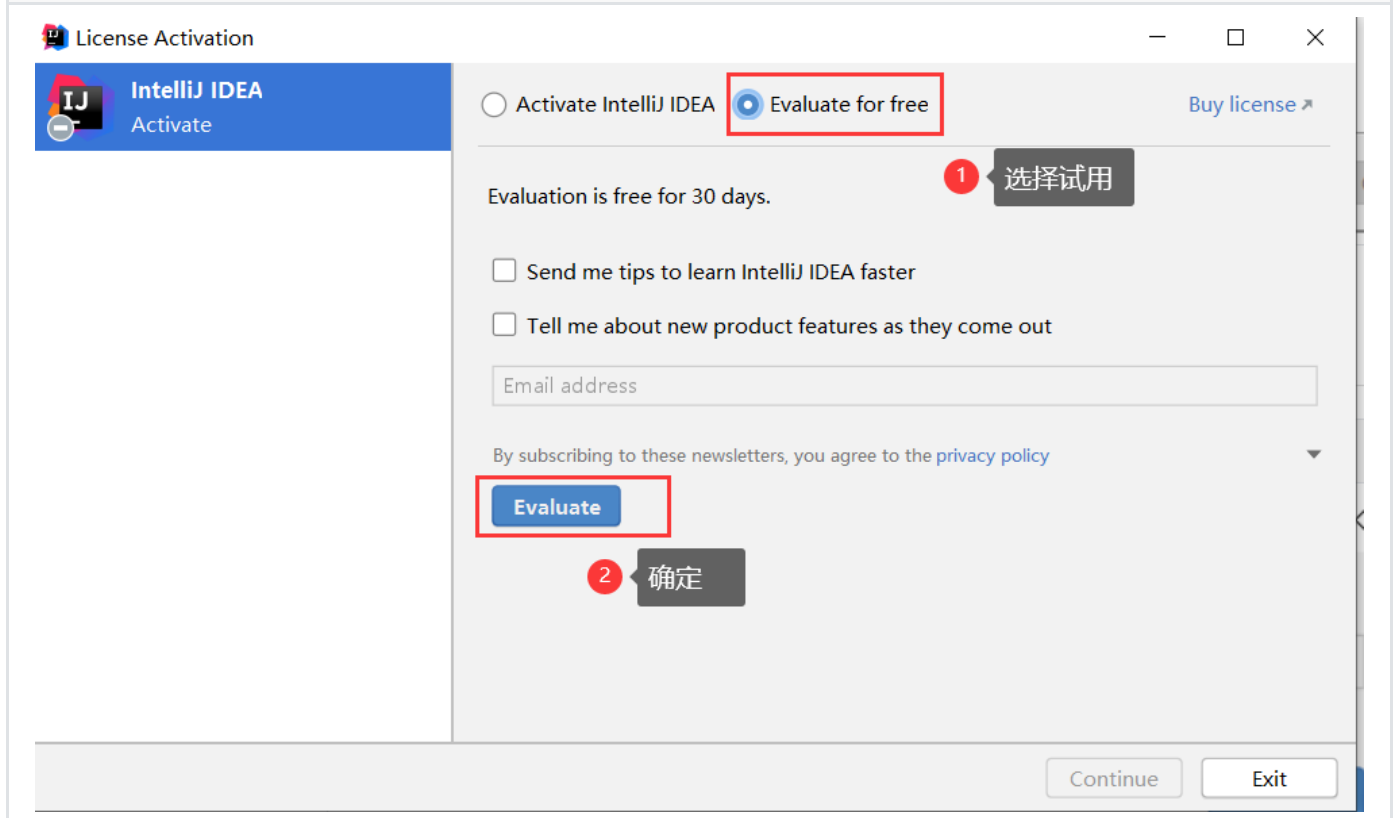 License Activation
IntelliJ IDEA
Activate
Activate IntelliJ IDEA Evaluate for free Buy license
1 选择试用
Evaluation is free for 30 days.
Send me tips to learn IntelliJ IDEA faster
Tell me about new product features as they come out
Email address
By subscribing to these newsletters, you agree to the privacy policy
Evaluate
2 确定
Continue Exit